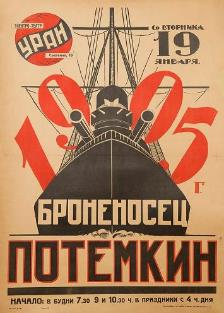 УРАН
Со ВТОРНИКА
19
ЯНВАРЯ.
1905
Г
БРОНЕНОСЕЦ
ПОТЕМКИН
НАЧАЛО: В БУДНИ 7.30 9 И 10.30 Ч. В ПРАЗДНИКИ С 4 Ч. ДНЯ